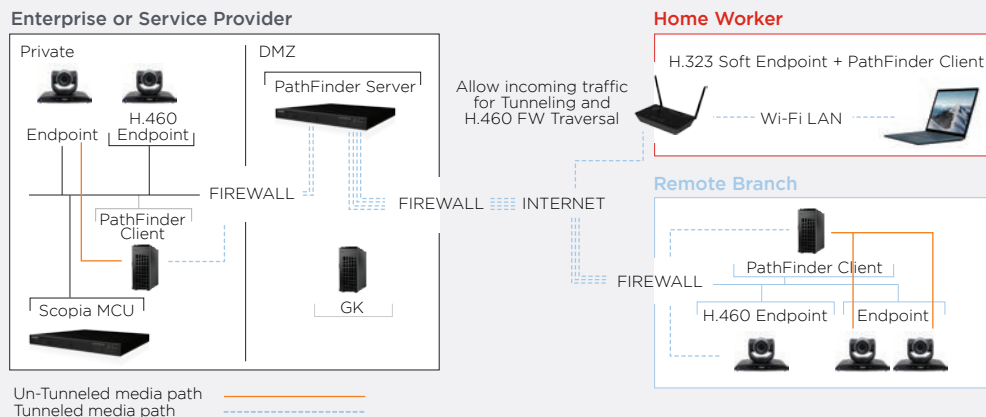 Enterprise or Service Provider
Private
H.460
Endpoint
Endpoint
FIREWALL
PathFinder
Client
Scopia MCU
DMZ
PathFinder Server
FIREWALL
GK
INTERNET
Allow incoming traffic
for Tunneling and
H.460 FW Traversal
Home Worker
H.323 Soft Endpoint + PathFinder Client
Wi-Fi LAN
Remote Branch
PathFinder Client
FIREWALL
H.460 Endpoint
Endpoint
Un-Tunneled media path
Tunneled media path